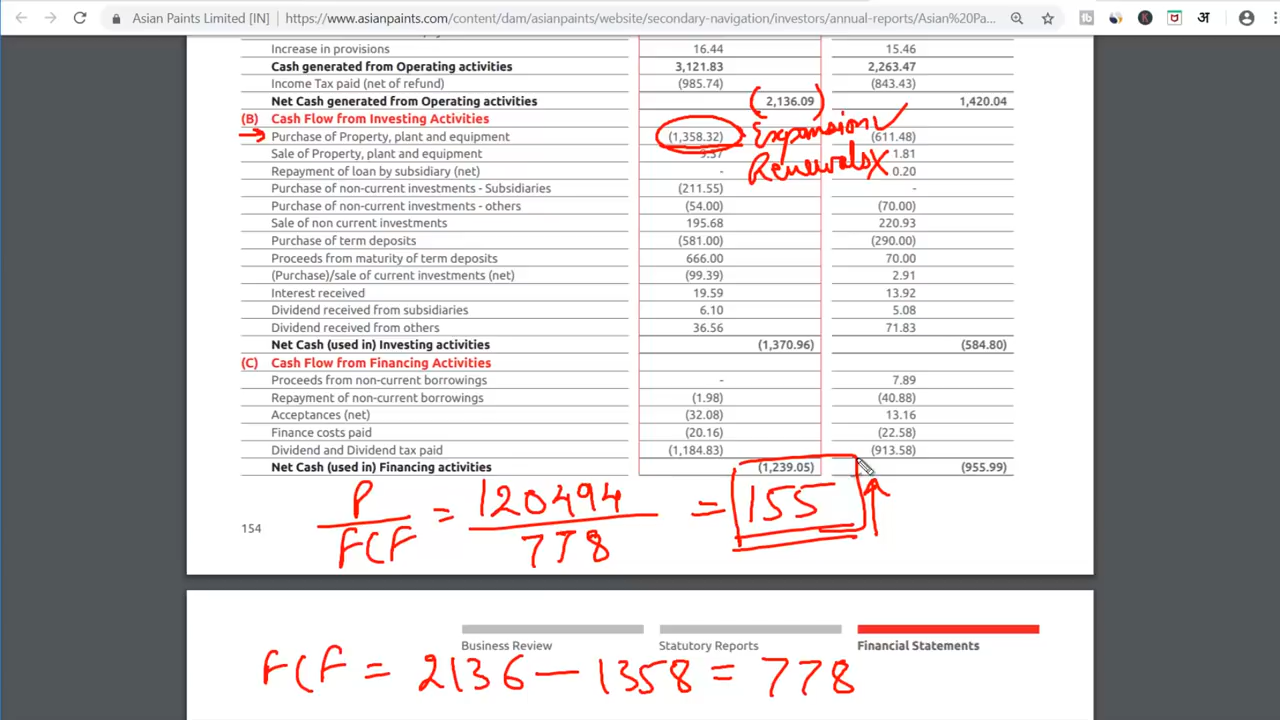 Asian Paints Limited [IN] https://www.asianpaints.com/content/dam/asianpaints/website/secondary-navigation/investors/annual-reports/Asian%20Pa...
Increase in provisions 16.44 15.46
Cash generated from Operating activities 3,121.83 2,263.47
Income Tax paid (net of refund) (985.74) (843.43)
Net Cash generated from Operating activities (2,136.09) 1,420.04
(B) Cash Flow from Investing Activities
Purchase of Property, plant and equipment (1,358.32) Expansion ✓ (611.48)
Sale of Property, plant and equipment 9.37 1.81
Renewals X
Repayment of loan by subsidiary (net) - 0.20
Purchase of non-current investments - Subsidiaries (211.55) -
Purchase of non-current investments - others (54.00) (70.00)
Sale of non current investments 195.68 220.93
Purchase of term deposits (581.00) (290.00)
Proceeds from maturity of term deposits 666.00 70.00
(Purchase)/sale of current investments (net) (99.39) 2.91
Interest received 19.59 13.92
Dividend received from subsidiaries 6.10 5.08
Dividend received from others 36.56 71.83
Net Cash (used in) Investing activities (1,370.96) (584.80)
(C) Cash Flow from Financing Activities
Proceeds from non-current borrowings - 7.89
Repayment of non-current borrowings (1.98) (40.88)
Acceptances (net) (32.08) 13.16
Finance costs paid (20.16) (22.58)
Dividend and Dividend tax paid (1,184.83) (913.58)
Net Cash (used in) Financing activities (1,239.05) (955.99)
P = 120494 = 155
FCF 778
154
Business Review Statutory Reports Financial Statements
FCF = 2136 - 1358 = 778